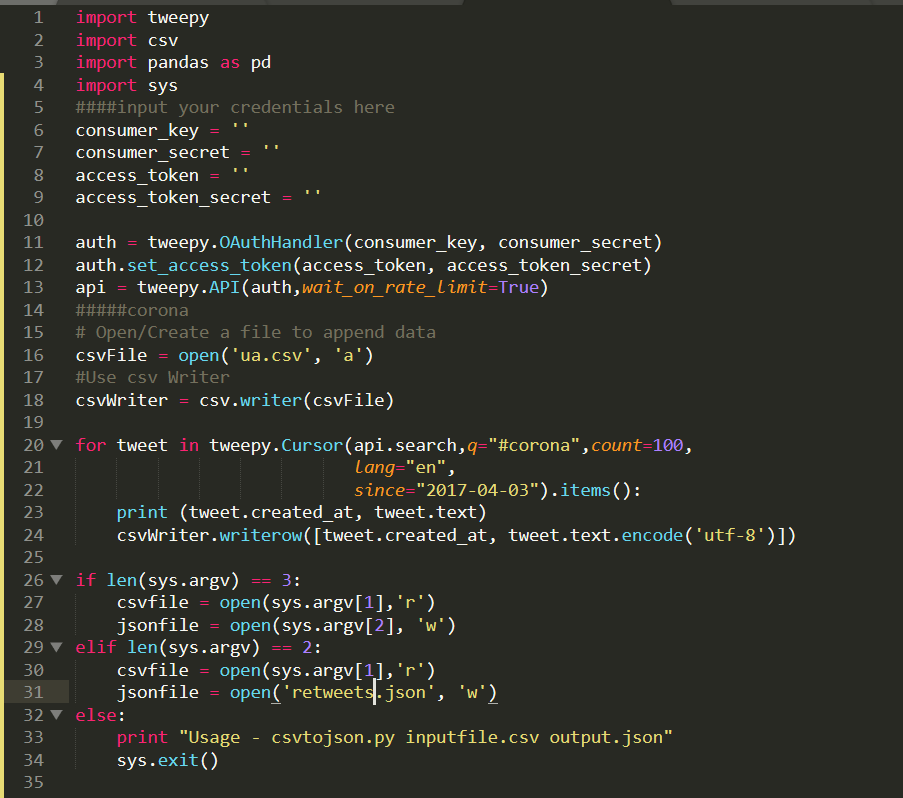 1 import tweepy
2 import csv
3 import pandas as pd
4 import sys
5 ####input your credentials here
6 consumer_key = ''
7 consumer_secret = ''
8 access_token = ''
9 access_token_secret = ''
10
11 auth = tweepy.OAuthHandler(consumer_key, consumer_secret)
12 auth.set_access_token(access_token, access_token_secret)
13 api = tweepy.API(auth,wait_on_rate_limit=True)
14 #####corona
15 # Open/Create a file to append data
16 csvFile = open('ua.csv', 'a')
17 #Use csv Writer
18 csvWriter = csv.writer(csvFile)
19
20 for tweet in tweepy.Cursor(api.search,q="#corona",count=100,
21                            lang="en",
22                            since="2017-04-03").items():
23     print (tweet.created_at, tweet.text)
24     csvWriter.writerow([tweet.created_at, tweet.text.encode('utf-8')])
25
26 if len(sys.argv) == 3:
27     csvfile = open(sys.argv[1],'r')
28     jsonfile = open(sys.argv[2], 'w')
29 elif len(sys.argv) == 2:
30     csvfile = open(sys.argv[1],'r')
31     jsonfile = open('retweets.json', 'w')
32 else:
33     print "Usage - csvtojson.py inputfile.csv output.json"
34     sys.exit()
35